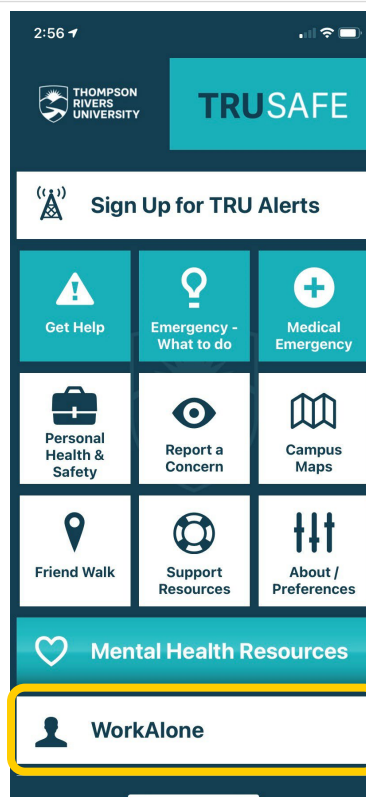 2:56
THOMPSON
RIVERS
UNIVERSITY
TRUSAFE
Sign Up for TRU Alerts
Get Help
Emergency -
What to do
Medical
Emergency
Personal
Health &
Safety
Report a
Concern
Campus
Maps
Friend Walk
Support
Resources
About /
Preferences
Mental Health Resources
WorkAlone